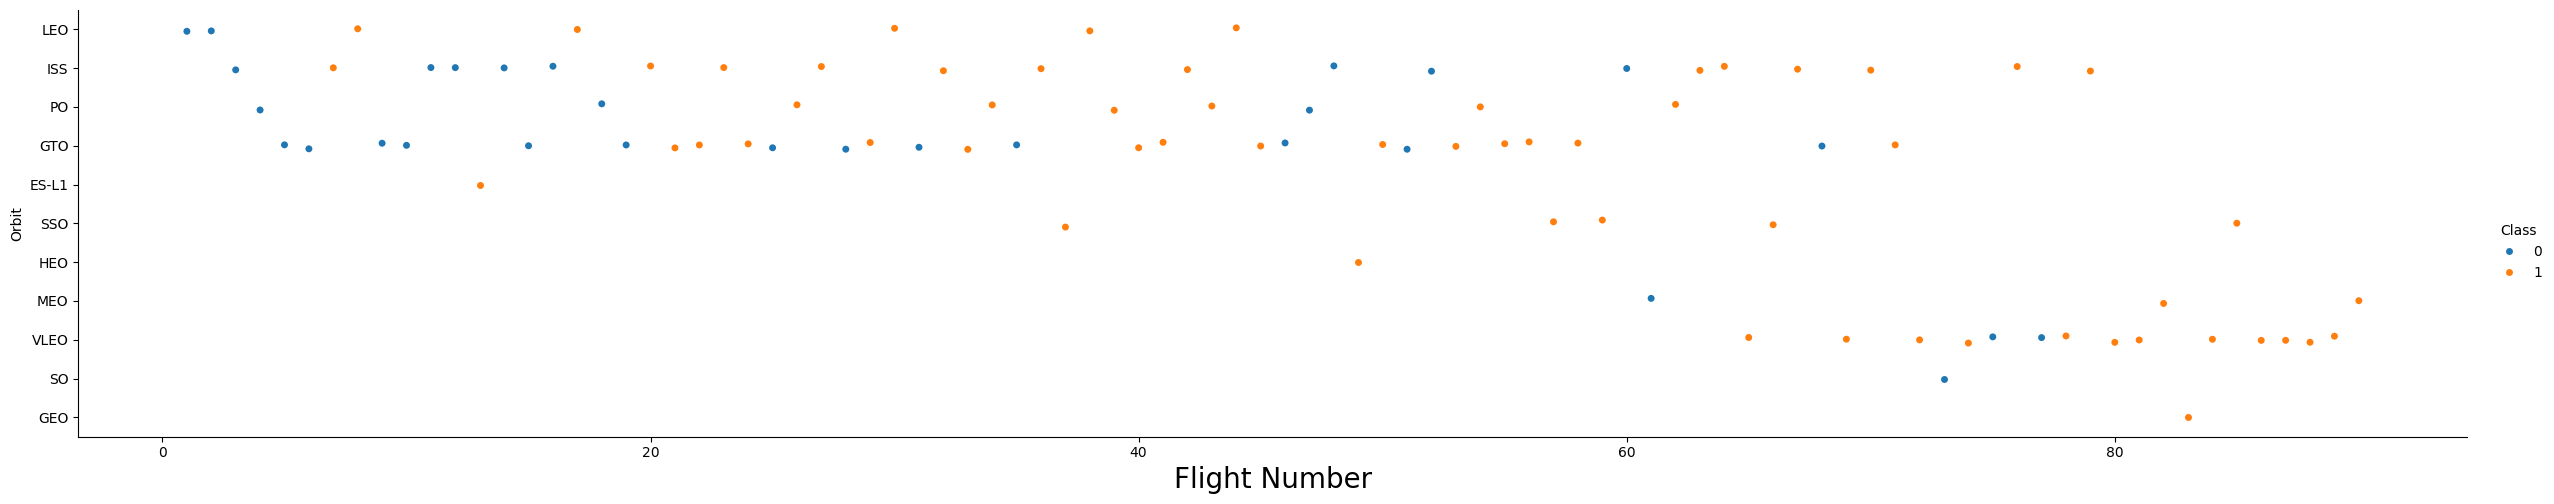 LEO
ISS
PO
GTO
ES-L1
SSO
HEO
MEO
VLEO
SO
GEO
Orbit
0 20 40 60 80
Flight Number
Class
0
1